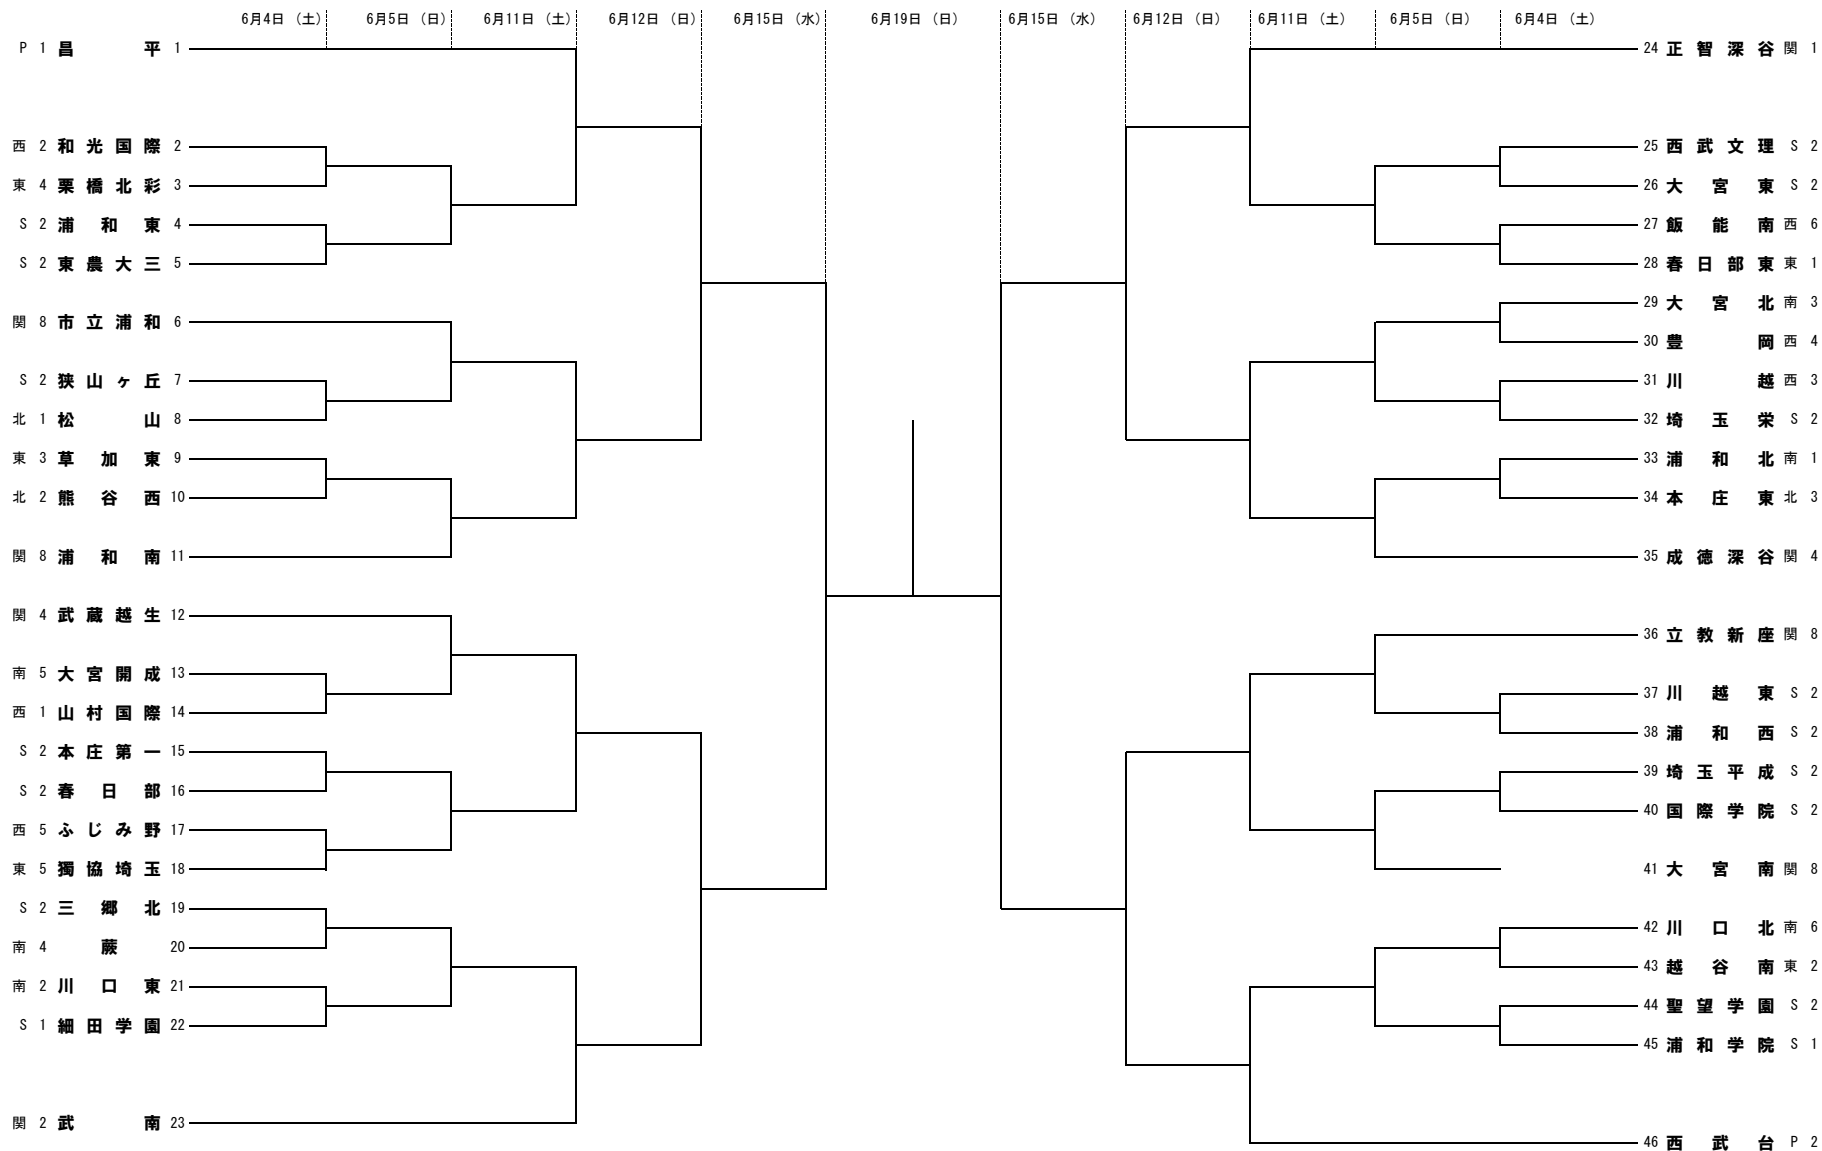 6月4日（土） 6月5日（日） 6月11日（土） 6月12日（日） 6月15日（水） 6月19日（日） 6月15日（水） 6月12日（日） 6月11日（土） 6月5日（日） 6月4日（土）
P 1 昌平 1
西 2 和光国際 2
東 4 栗橋北彩 3
S 2 浦和東 4
S 2 東農大三 5
関 8 市立浦和 6
S 2 狭山ヶ丘 7
北 1 松山 8
東 3 草加東 9
北 2 熊谷西 10
関 8 浦和南 11
関 4 武蔵越生 12
南 5 大宮開成 13
西 1 山村国際 14
S 2 本庄第一 15
S 2 春日部 16
西 5 ふじみ野 17
東 5 獨協埼玉 18
S 2 三郷北 19
南 4 蕨 20
南 2 川口東 21
S 1 細田学園 22
関 2 武南 23
24 正智深谷 関 1
25 西武文理 S 2
26 大宮東 S 2
27 飯能南 西 6
28 春日部東 東 1
29 大宮北 南 3
30 豊岡 西 4
31 川越 西 3
32 埼玉栄 S 2
33 浦和北 南 1
34 本庄東 北 3
35 成徳深谷 関 4
36 立教新座 関 8
37 川越東 S 2
38 浦和西 S 2
39 埼玉平成 S 2
40 国際学院 S 2
41 大宮南 関 8
42 川口北 南 6
43 越谷南 東 2
44 聖望学園 S 2
45 浦和学院 S 1
46 西武台 P 2